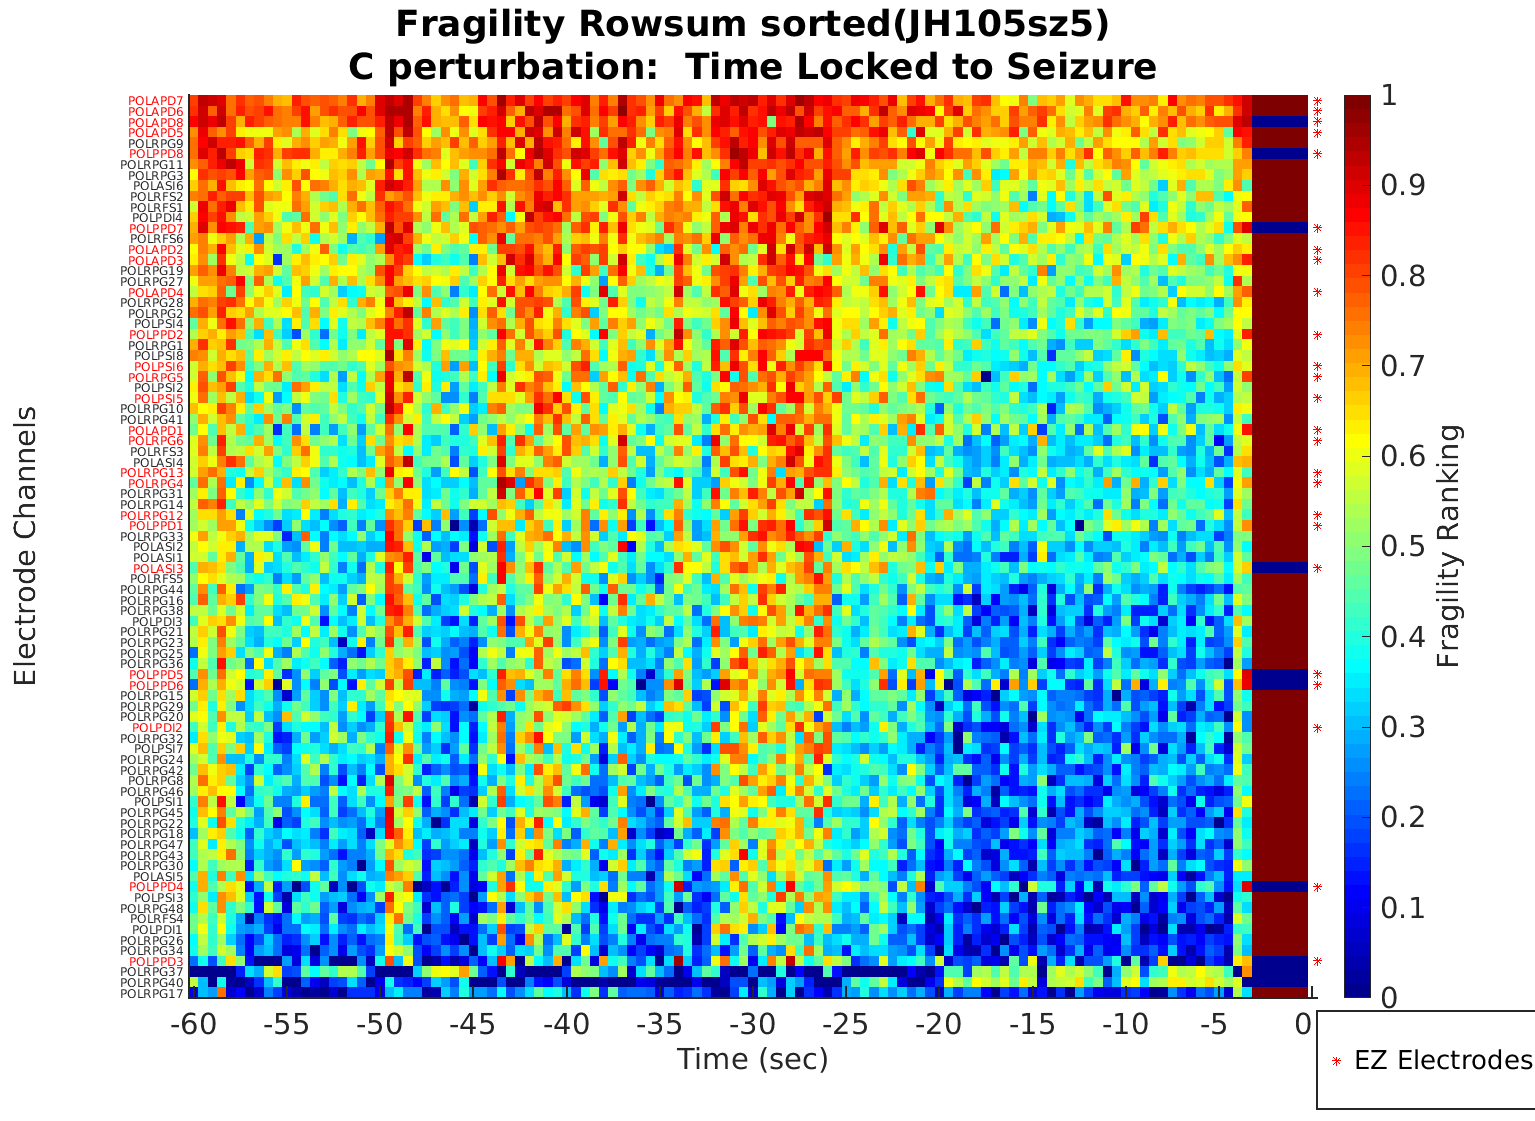 Fragility Rowsum sorted(JH105sz5)
C perturbation: Time Locked to Seizure
Electrode Channels
POLAPD7
POLAPD6
POLAPD8
POLAPD5
POLRPG9
POLPPD8
POLRPG11
POLRPG3
POLASI6
POLRFS2
POLRFS1
POLPDI4
POLPPD7
POLRFS6
POLAPD2
POLAPD3
POLRPG19
POLRPG27
POLAPD4
POLRPG28
POLRPG2
POLPSI4
POLPPD2
POLRPG1
POLPSI8
POLPSI6
POLRPG5
POLPSI2
POLPSI5
POLRPG10
POLRPG41
POLAPD1
POLRPG6
POLRFS3
POLASI4
POLRPG13
POLRPG4
POLRPG31
POLRPG14
POLRPG12
POLPPD1
POLRPG33
POLASI2
POLASI1
POLASI3
POLRFS5
POLRPG44
POLRPG16
POLRPG38
POLPDI3
POLRPG21
POLRPG23
POLRPG25
POLRPG36
POLPPD5
POLPPD6
POLRPG15
POLRPG29
POLRPG20
POLPDI2
POLRPG32
POLPSI7
POLRPG24
POLRPG42
POLRPG8
POLRPG46
POLPSI1
POLRPG45
POLRPG22
POLRPG18
POLRPG47
POLRPG43
POLRPG30
POLASI5
POLPPD4
POLPSI3
POLRPG48
POLRFS4
POLPDI1
POLRPG26
POLRPG34
POLPPD3
POLRPG37
POLRPG40
POLRPG17
-60 -55 -50 -45 -40 -35 -30 -25 -20 -15 -10 -5 0
Time (sec)
1
0.9
0.8
0.7
0.6
0.5
0.4
0.3
0.2
0.1
0
Fragility Ranking
EZ Electrodes